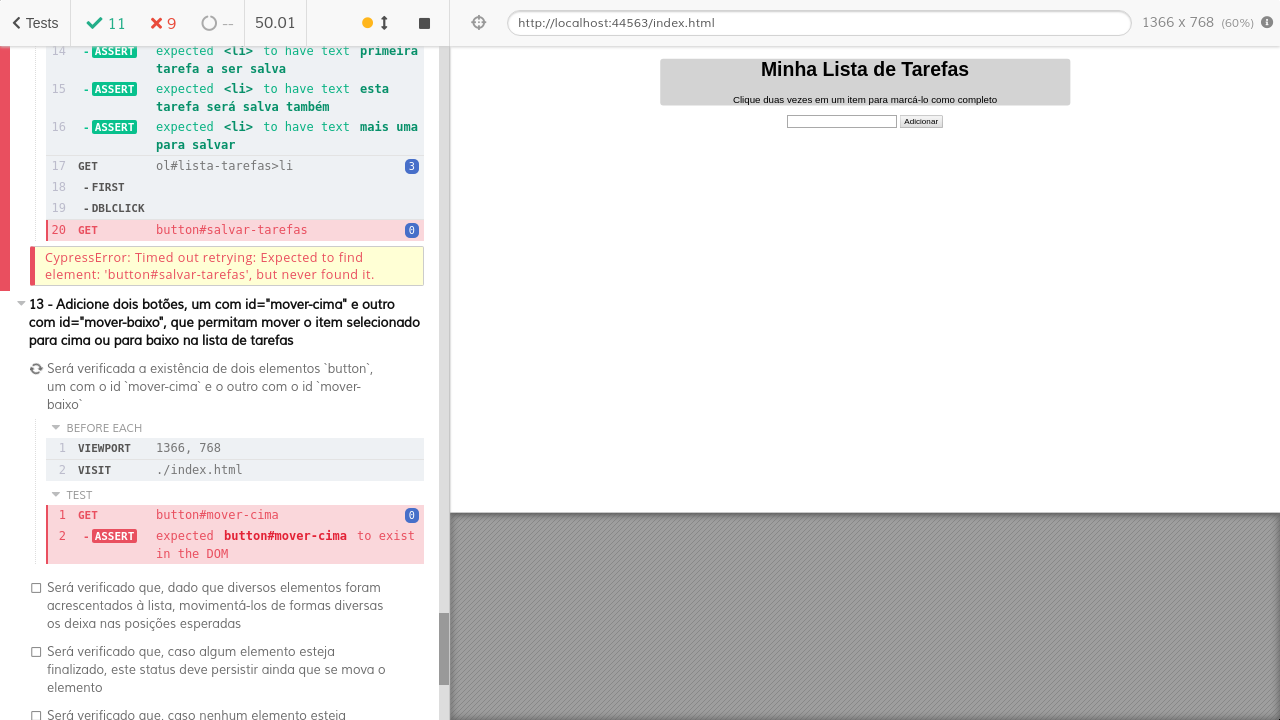 Tests
11
9
--
50.01
http://localhost:44563/index.html
1366 x 768 (60%)
14 - ASSERT expected <li> to have text primeira
tarefa a ser salva
15 - ASSERT expected <li> to have text esta
tarefa será salva também
16 - ASSERT expected <li> to have text mais uma
para salvar
17 GET ol#lista-tarefas>li 3
18 - FIRST
19 - DBLCLICK
20 GET button#salvar-tarefas 0
CypressError: Timed out retrying: Expected to find
element: 'button#salvar-tarefas', but never found it.
13 - Adicione dois botões, um com id="mover-cima" e outro
com id="mover-baixo", que permitam mover o item selecionado
para cima ou para baixo na lista de tarefas
Será verificada a existência de dois elementos `button`,
um com o id `mover-cima` e o outro com o id `mover-
baixo`
BEFORE EACH
1 VIEWPORT 1366, 768
2 VISIT ./index.html
TEST
1 GET button#mover-cima 0
2 - ASSERT expected button#mover-cima to exist
in the DOM
Será verificado que, dado que diversos elementos foram
acrescentados à lista, movimentá-los de formas diversas
os deixa nas posições esperadas
Será verificado que, caso algum elemento esteja
finalizado, este status deve persistir ainda que se mova o
elemento
Será verificado que, caso nenhum elemento esteja
Minha Lista de Tarefas
Clique duas vezes em um item para marcá-lo como completo
Adicionar